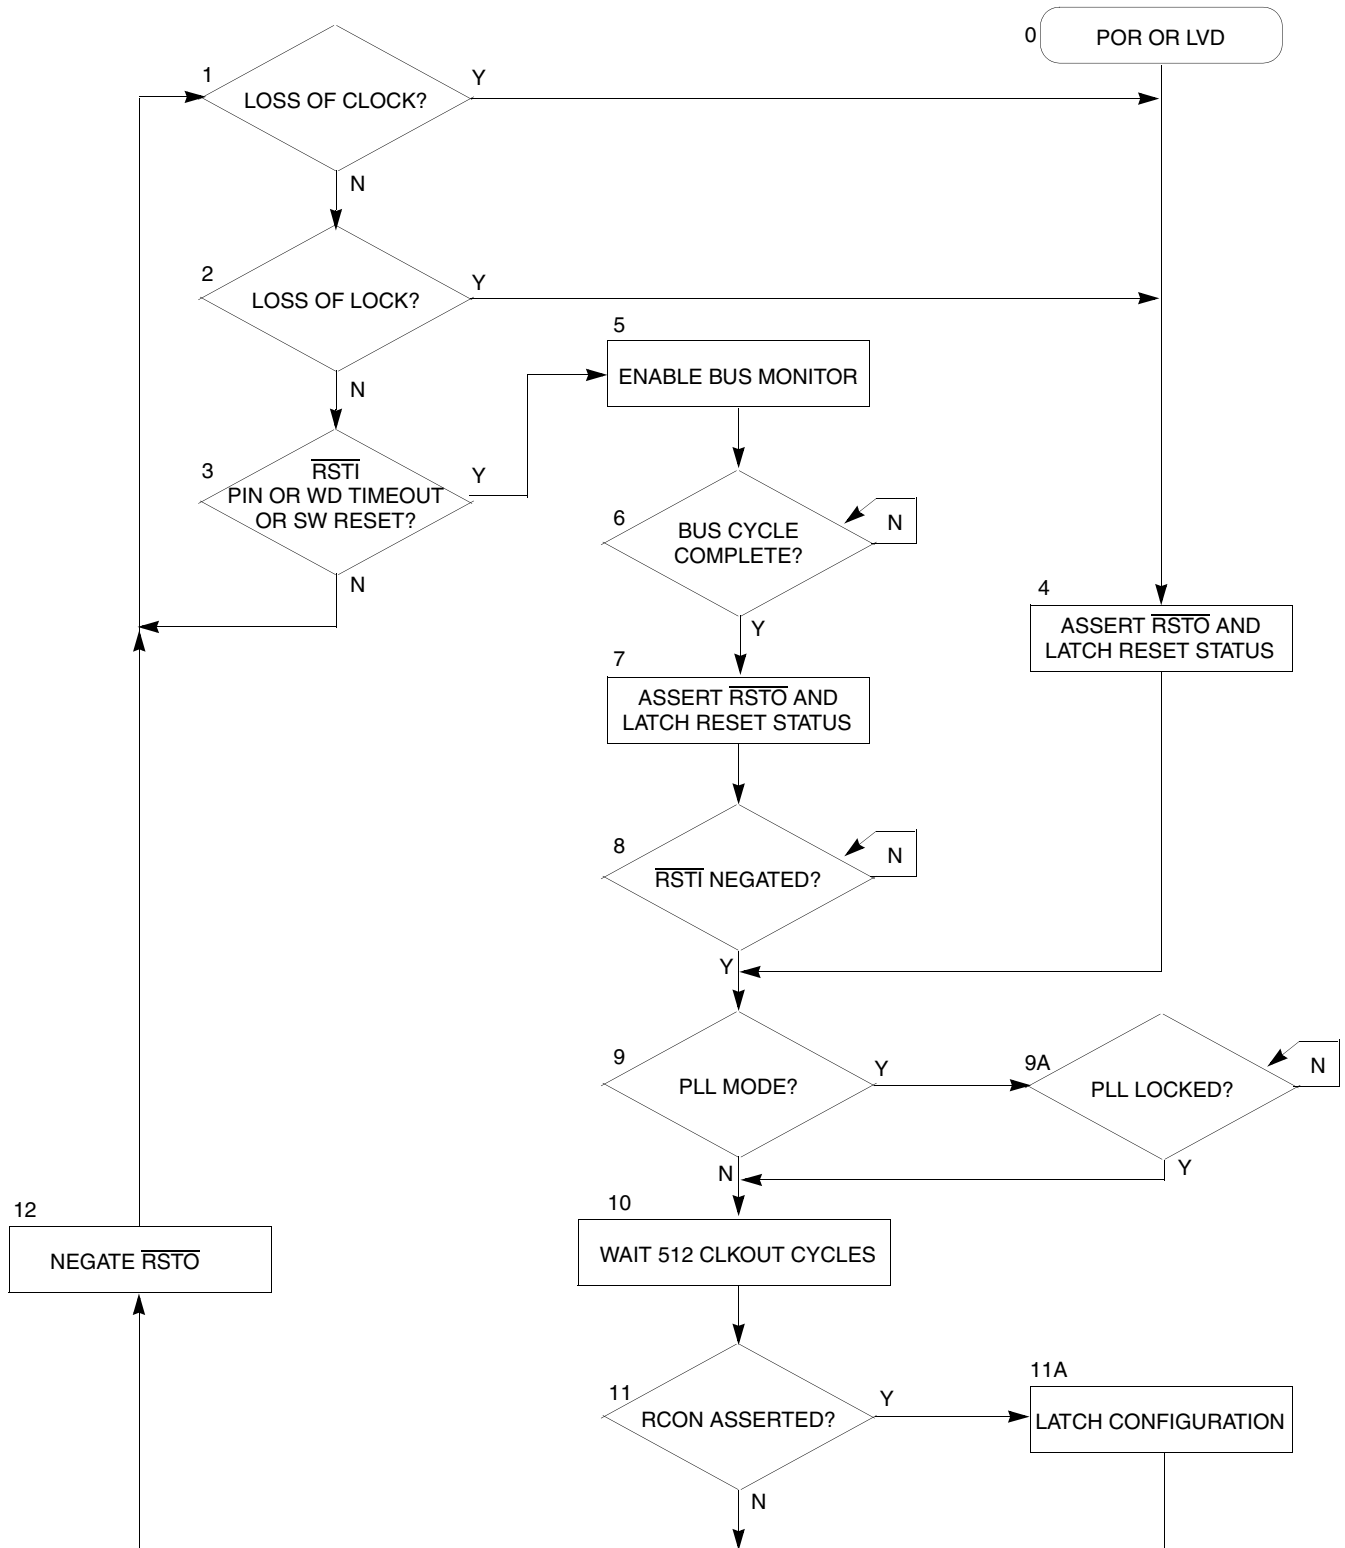 0
POR OR LVD
1
LOSS OF CLOCK?
Y
N
2
LOSS OF LOCK?
Y
N
3
RSTI
PIN OR WD TIMEOUT
OR SW RESET?
Y
N
5
ENABLE BUS MONITOR
6
BUS CYCLE
COMPLETE?
N
Y
4
ASSERT RSTO AND
LATCH RESET STATUS
7
ASSERT RSTO AND
LATCH RESET STATUS
8
RSTI NEGATED?
N
Y
9
PLL MODE?
Y
N
9A
PLL LOCKED?
N
Y
10
WAIT 512 CLKOUT CYCLES
12
NEGATE RSTO
11
RCON ASSERTED?
Y
N
11A
LATCH CONFIGURATION